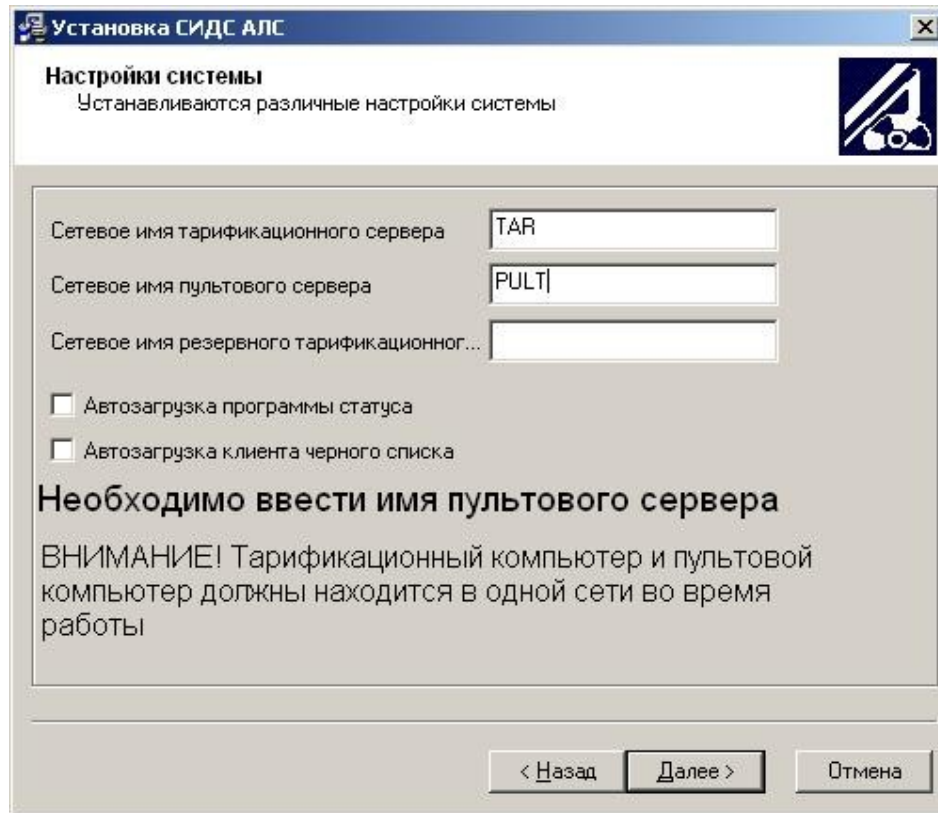 Установка СИДС АЛС
Настройки системы
Устанавливаются различные настройки системы
Сетевое имя тарификационного сервера
TAR
Сетевое имя пультового сервера
PULT
Сетевое имя резервного тарификационног...
Автозагрузка программы статуса
Автозагрузка клиента черного списка
Необходимо ввести имя пультового сервера
ВНИМАНИЕ! Тарификационный компьютер и пультовой
компьютер должны находится в одной сети во время
работы
< Назад
Далее >
Отмена